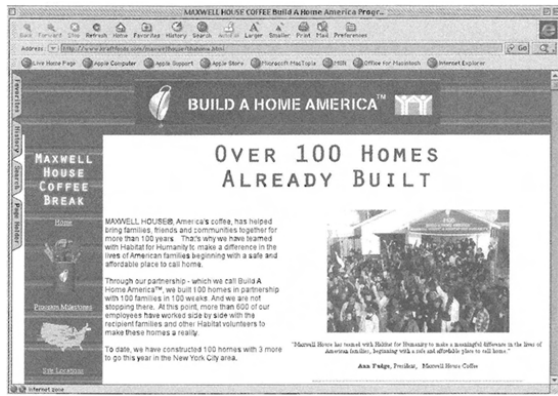 MAXWELL HOUSE COFFEE Build A Home America Progr...
Back Forward Stop Refresh Home Favorites History Search AutoFill Larger Smaller Print Mail Preferences
Address
Go
Live Home Page Apple Computer Apple Support Apple Store Microsoft MacTopia MSN Office for Macintosh Internet Explorer
Favorites
History
Search
Page Holder
BUILD A HOME AMERICA™
MAXWELL
HOUSE
COFFEE
BREAK
Home
Program Milestones
Site Locations
OVER 100 HOMES
ALREADY BUILT
MAXWELL HOUSE®, America's coffee, has helped
bring families, friends and communities together for
more than 100 years. That's why we have teamed
with Habitat for Humanity to make a difference in the
lives of American families beginning with a safe and
affordable place to call home.
Through our partnership - which we call Build A
Home America™, we built 100 homes in partnership
with 100 families in 100 weeks. And we are not
stopping there. At this point, more than 600 of our
employees have worked side by side with the
recipient families and other Habitat volunteers to
make these homes a reality.
To date, we have constructed 100 homes with 3 more
to go this year in the New York City area.
"Maxwell House has teamed with Habitat for Humanity to make a meaningful difference in the lives of
American families, beginning with a safe and affordable place to call home."
Ann Fudge, President, Maxwell House Coffee
Internet zone